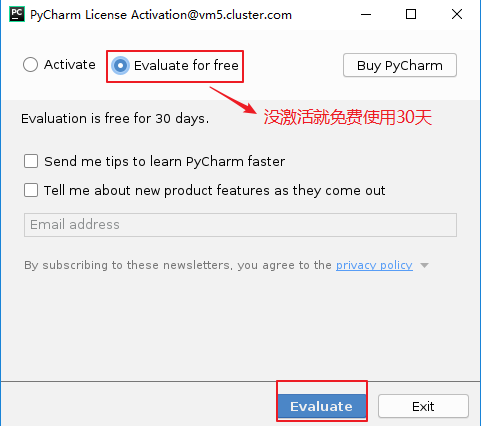 PC PyCharm License Activation@vm5.cluster.com
Activate Evaluate for free Buy PyCharm
Evaluation is free for 30 days. 没激活就免费使用30天
Send me tips to learn PyCharm faster
Tell me about new product features as they come out
Email address
By subscribing to these newsletters, you agree to the privacy policy
Evaluate Exit